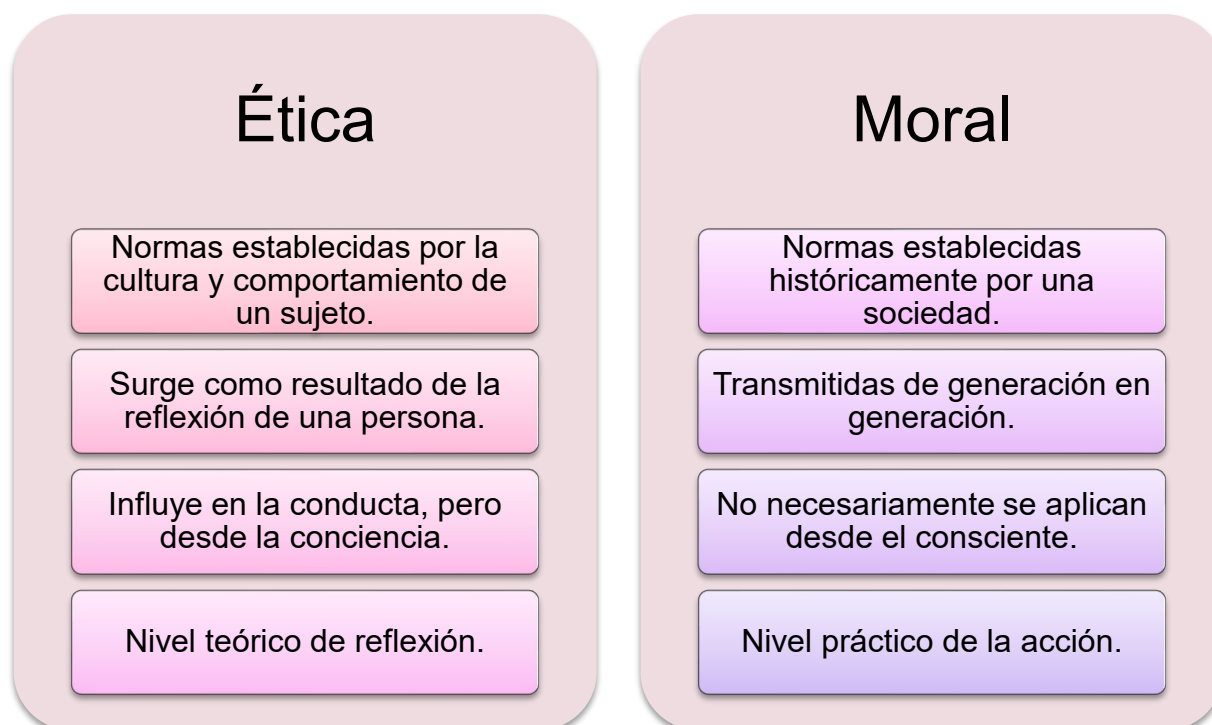 Ética
Normas establecidas por la
cultura y comportamiento de
un sujeto.
Surge como resultado de la
reflexión de una persona.
Influye en la conducta, pero
desde la conciencia.
Nivel teórico de reflexión.
Moral
Normas establecidas
históricamente por una
sociedad.
Transmitidas de generación en
generación.
No necesariamente se aplican
desde el consciente.
Nivel práctico de la acción.